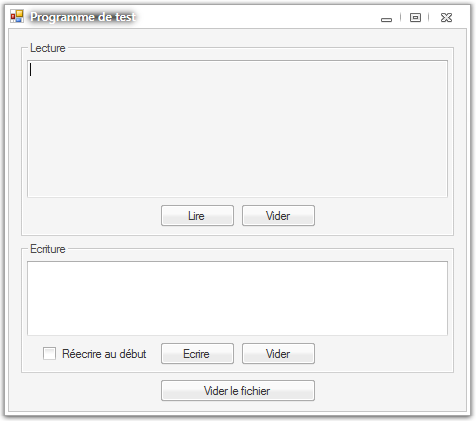 Programme de test
Lecture
Lire
Vider
Ecriture
Réecrire au début
Ecrire
Vider
Vider le fichier